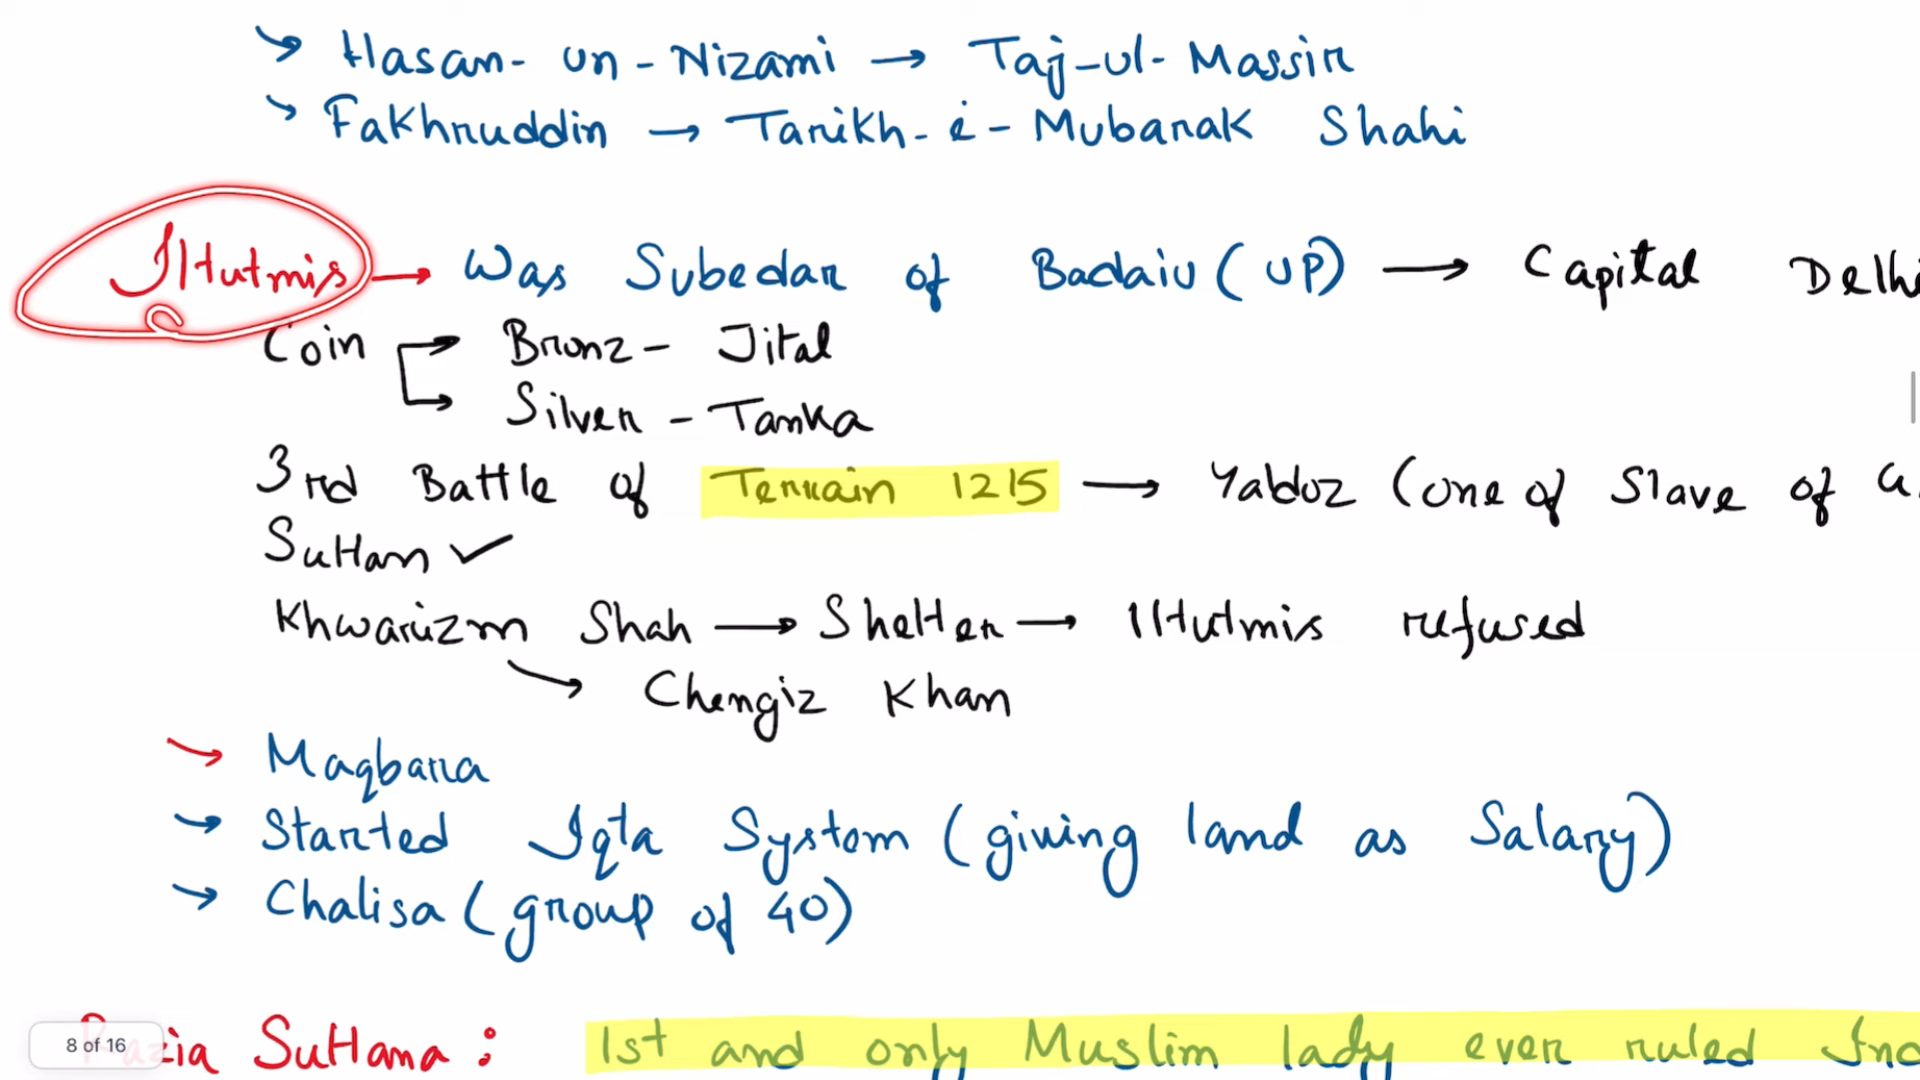 Hasan-un-Nizami → Taj-ul-Massir
Fakhruddin → Tarikh-i-Mubarak Shahi
Iltutmis → Was Subedar of Badaiu (UP) → Capital Delhi
Coin → Bronz - Jital
→ Silver - Tanka
3rd Battle of Terrain 1215 → Yaldoz (one of Slave of G.
Sultan ✓
Khwarizm Shah → Shelter → Iltutmis refused
→ Chengiz Khan
→ Maqbara
→ Started Iqta System (giving land as Salary)
→ Chalisa (group of 40)
Razia Sultana : 1st and only Muslim lady ever ruled Ind
8 of 16